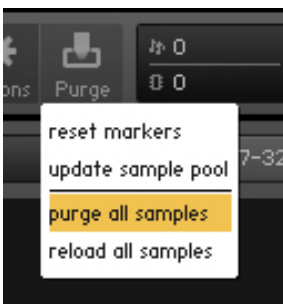 0
ons Purge 0
reset markers
update sample pool
7-32
purge all samples
reload all samples